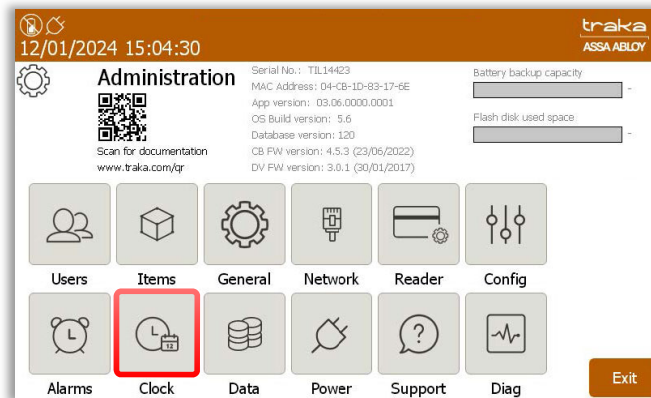 12/01/2024 15:04:30
traka
ASSA ABLOY
Administration
Scan for documentation
www.traka.com/qr
Serial No.: TIL14423
MAC Address: 04-CB-1D-83-17-6E
App version: 03.06.0000.0001
OS Build version: 5.6
Database version: 120
CB FW version: 4.5.3 (23/06/2022)
DV FW version: 3.0.1 (30/01/2017)
Battery backup capacity
-
Flash disk used space
-
Users Items General Network Reader Config
12
?
Alarms Clock Data Power Support Diag
Exit